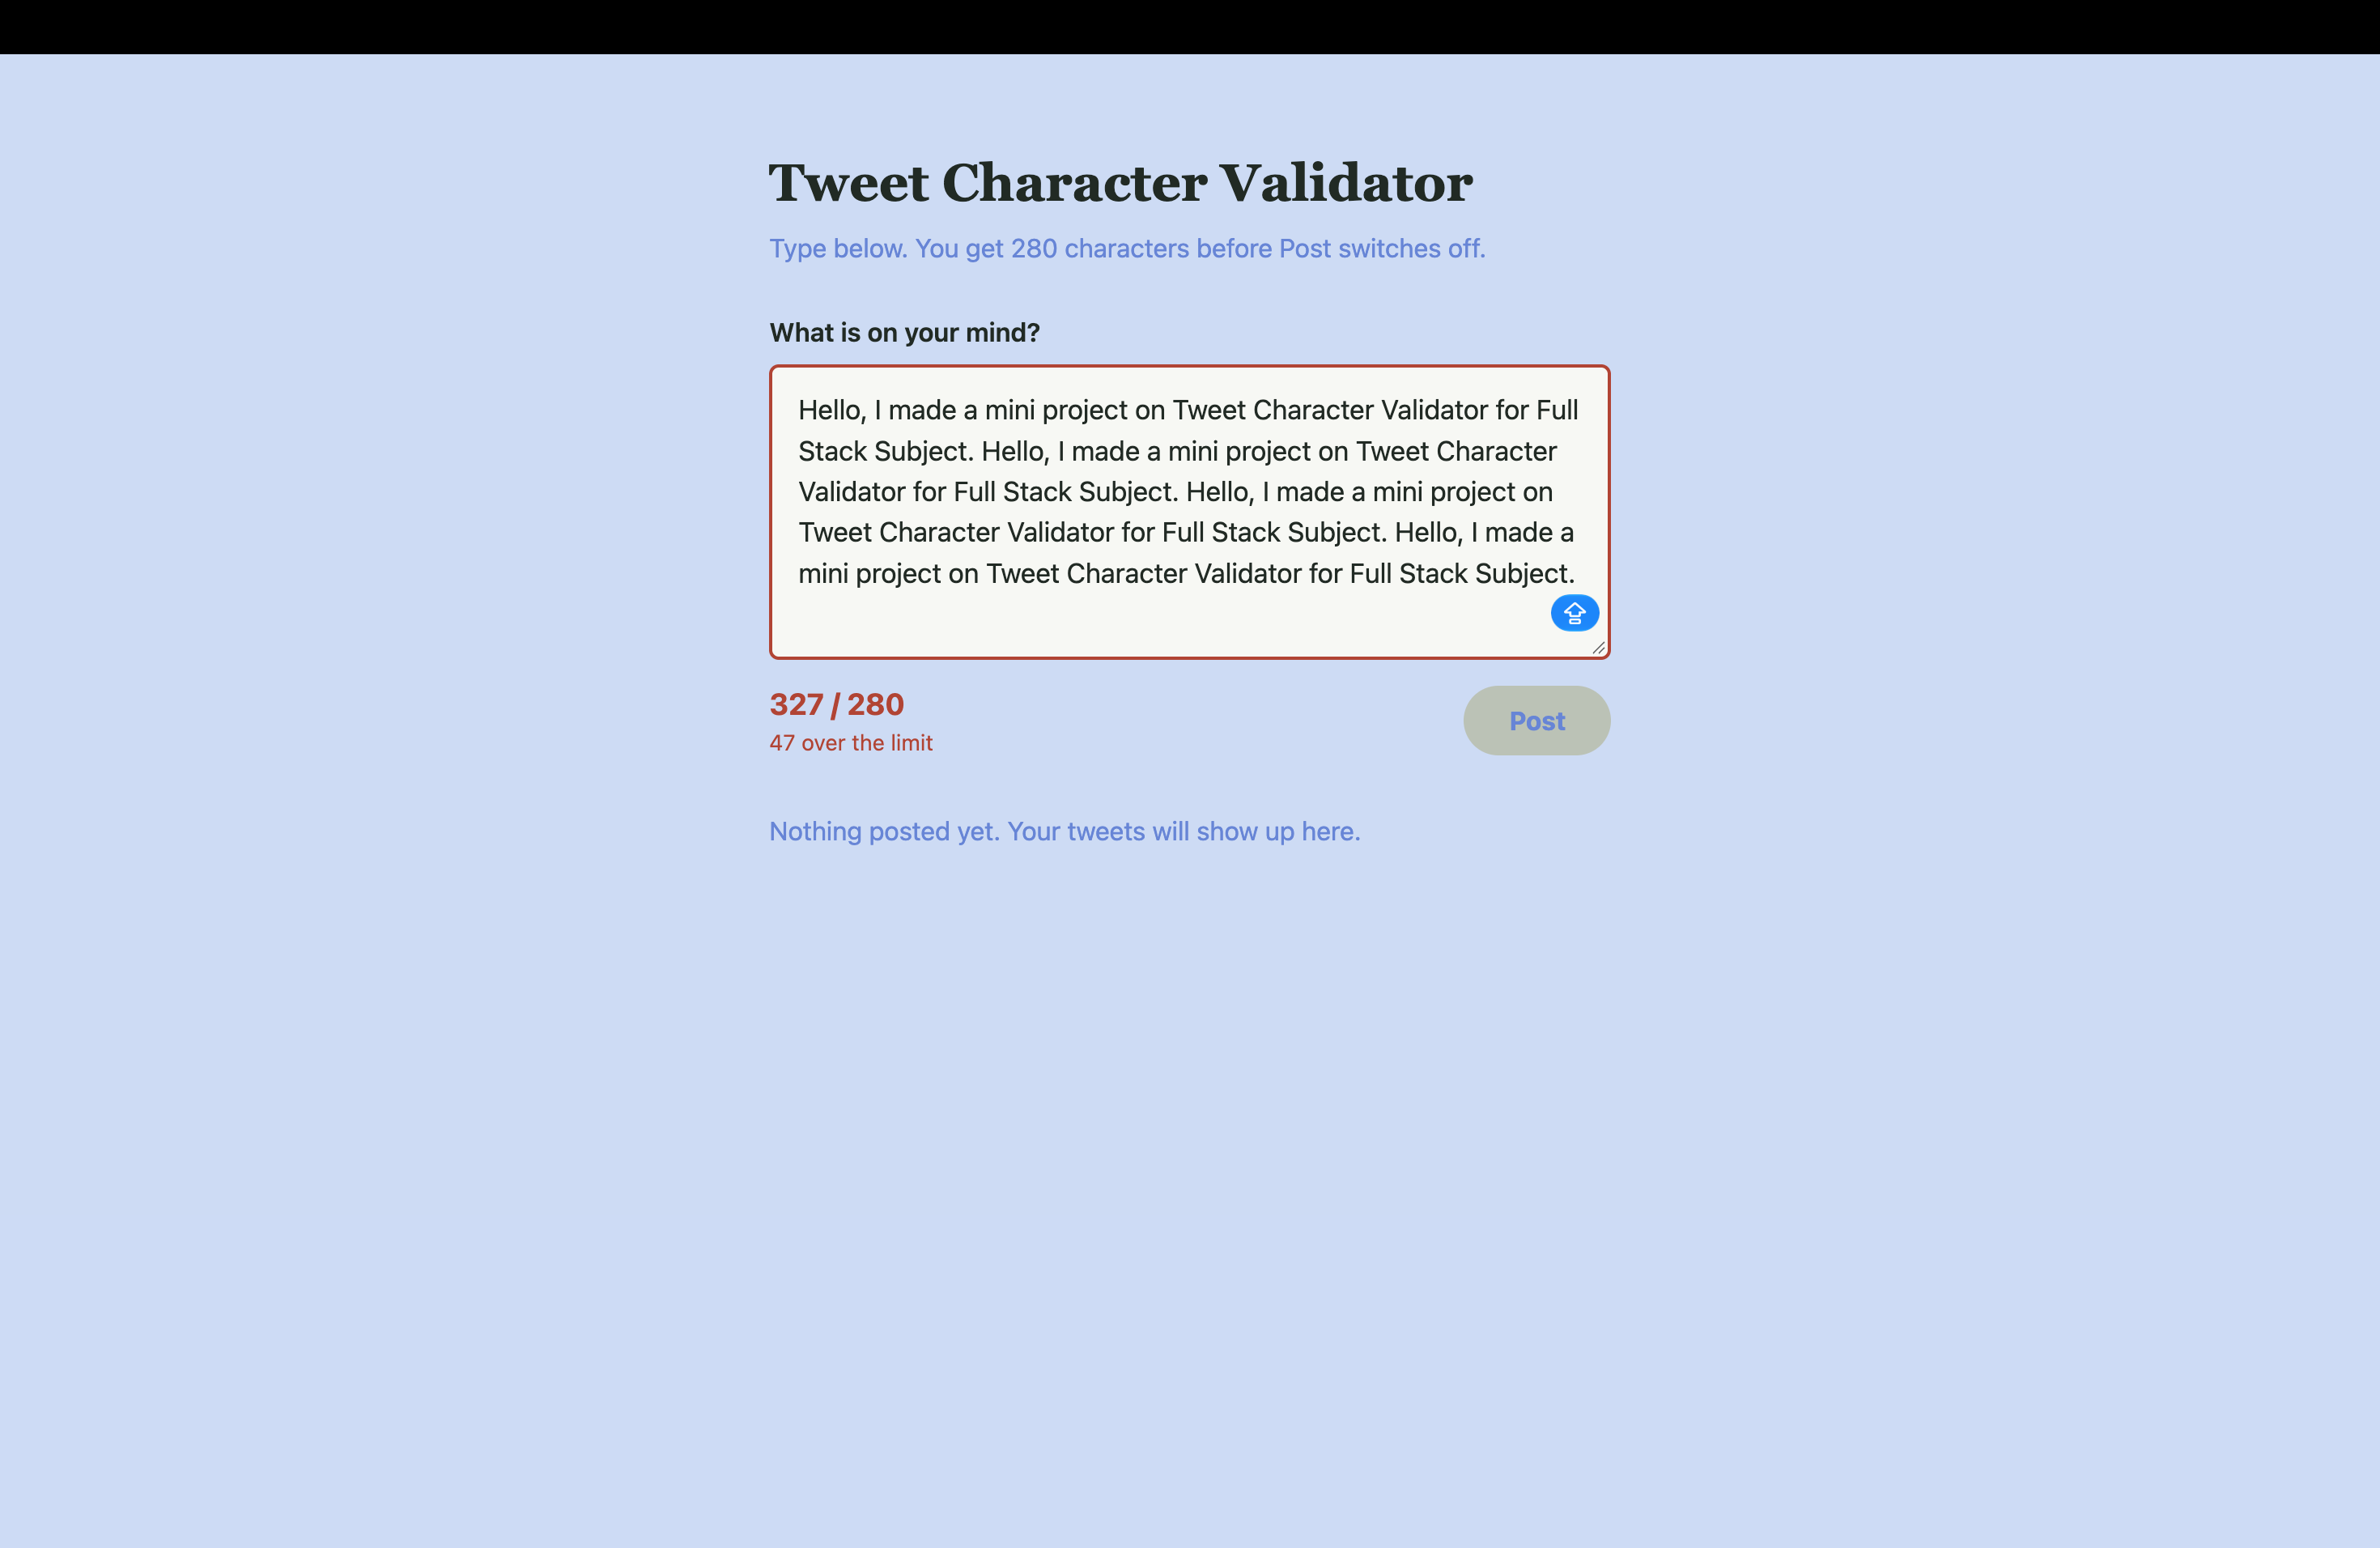 Tweet Character Validator
Type below. You get 280 characters before Post switches off.
What is on your mind?
Hello, I made a mini project on Tweet Character Validator for Full
Stack Subject. Hello, I made a mini project on Tweet Character
Validator for Full Stack Subject. Hello, I made a mini project on
Tweet Character Validator for Full Stack Subject. Hello, I made a
mini project on Tweet Character Validator for Full Stack Subject.
327 / 280
47 over the limit
Post
Nothing posted yet. Your tweets will show up here.